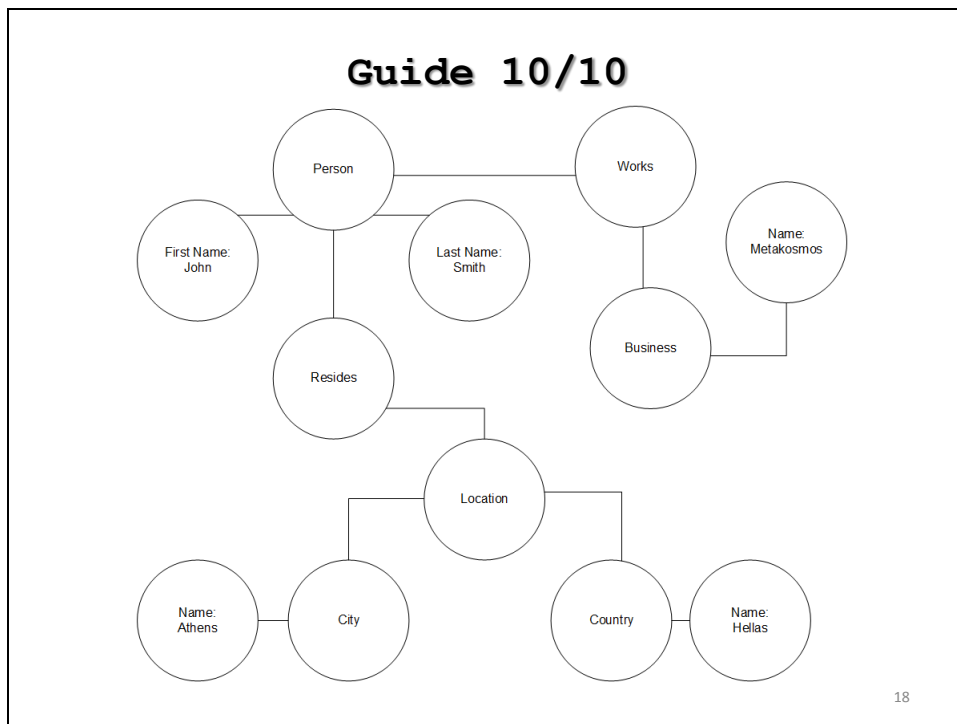 Guide 10/10
Person
Works
First Name:
John
Last Name:
Smith
Name:
Metakosmos
Resides
Business
Location
Name:
Athens
City
Country
Name:
Hellas
18